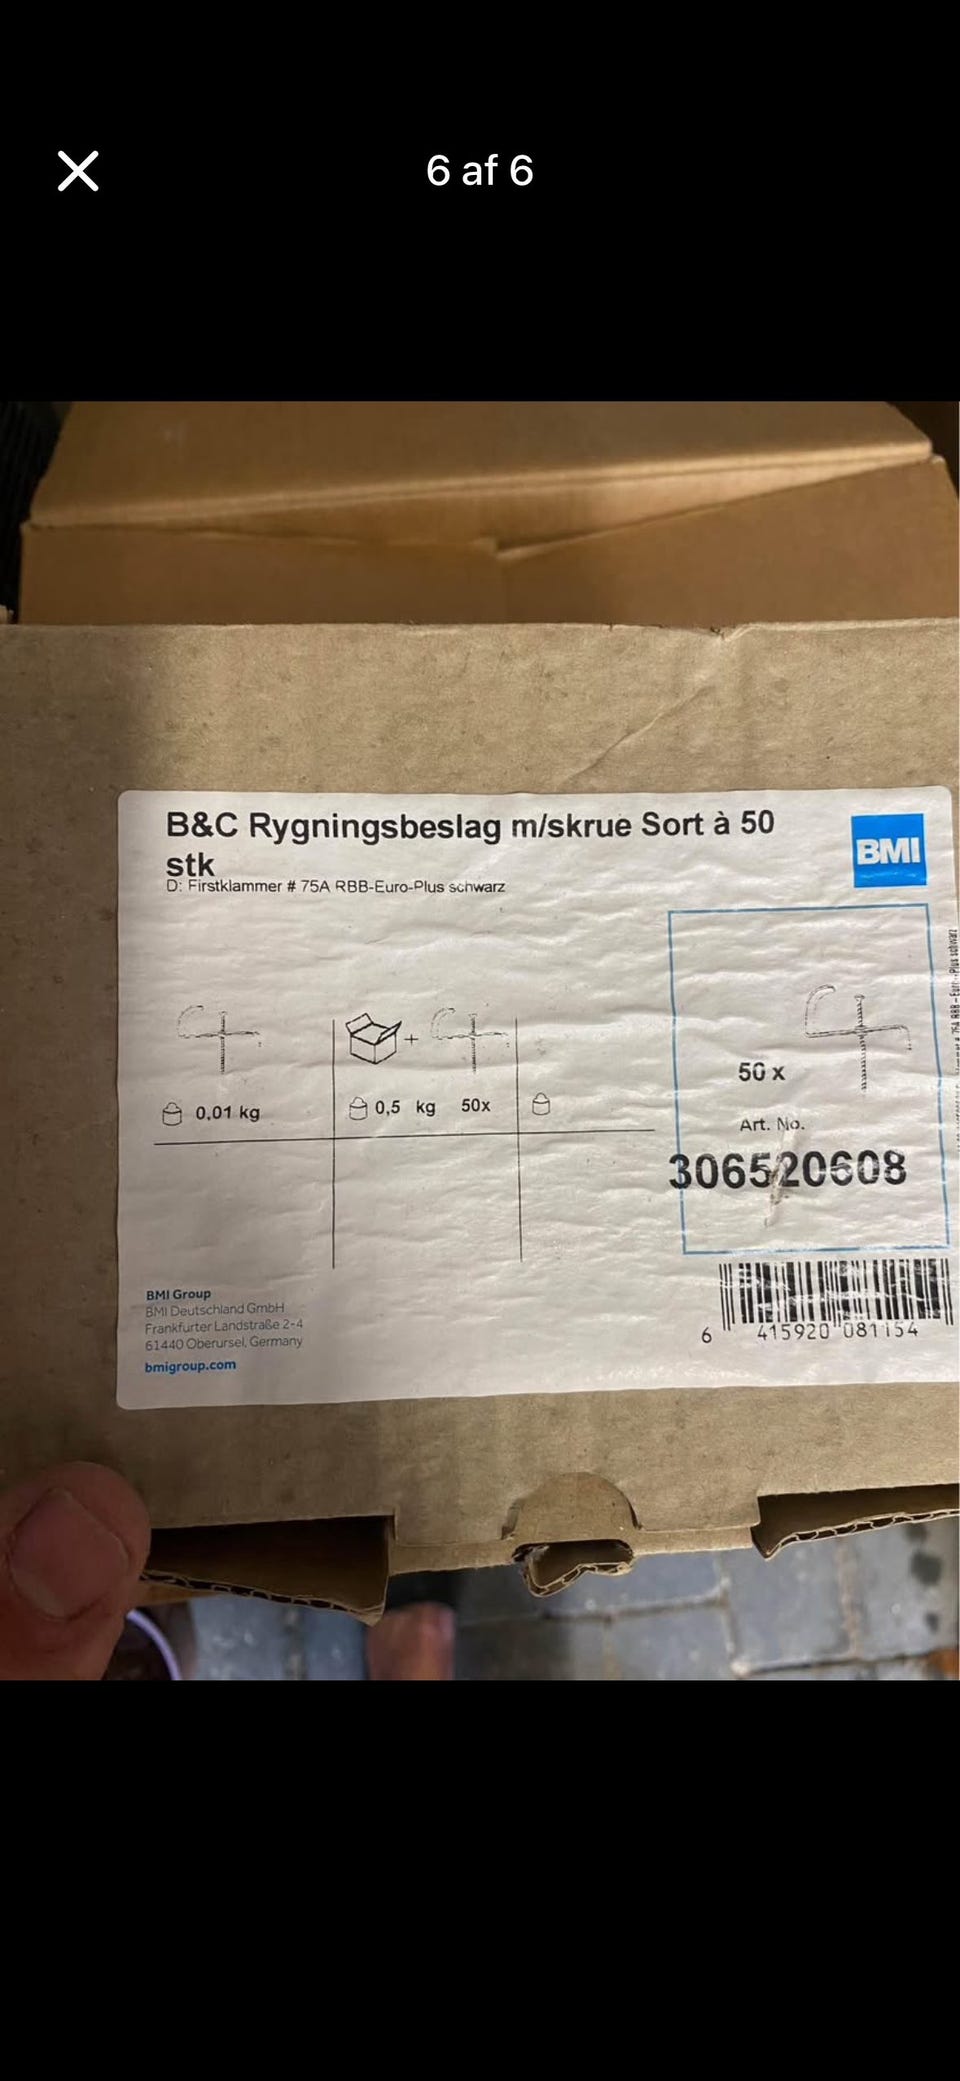 6 af 6
B&C Rygningsbeslag m/skrue Sort à 50
stk
D: Firstklammer # 75A RBB-Euro-Plus schwarz
BMI
+
50 x
0,01 kg
0,5 kg 50x
Art. No.
306520608
BMI Group
BMI Deutschland GmbH
Frankfurter Landstraße 2-4
61440 Oberursel, Germany
bmigroup.com
6 415920 081154